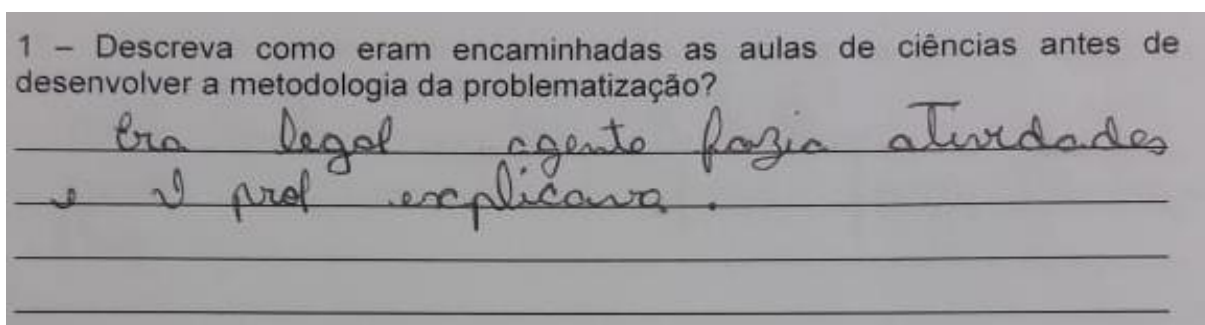 1 – Descreva como eram encaminhadas as aulas de ciências antes de
desenvolver a metodologia da problematização?
Era legal agente fazia atividades
e o prof explicava.